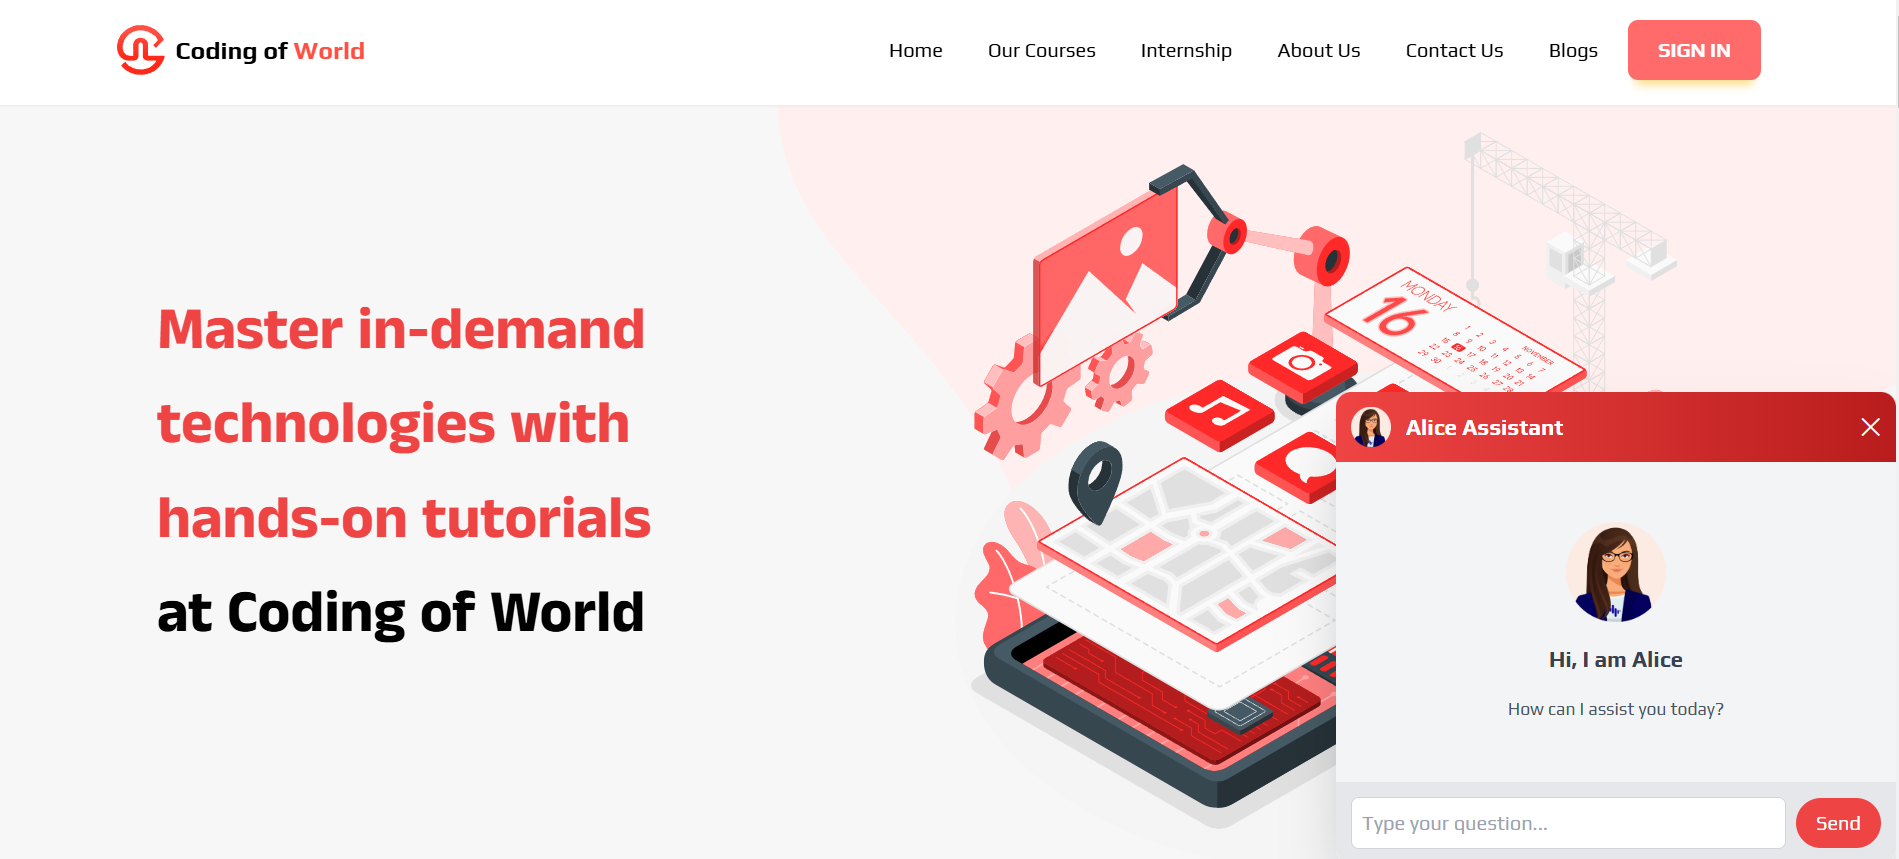 Coding of World
Home Our Courses Internship About Us Contact Us Blogs SIGN IN
Master in-demand
technologies with
hands-on tutorials
at Coding of World
MONDAY
16
NOVEMBER
Alice Assistant
Hi, I am Alice
How can I assist you today?
Type your question...
Send